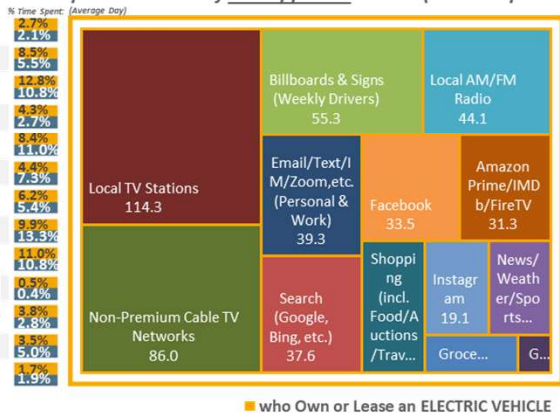 % Time Spent: (Average Day)
2.7%
2.1%
8.5%
5.5%
12.8%
10.8%
4.3%
2.7%
8.4%
11.0%
4.4%
7.3%
6.2%
5.4%
9.9%
13.3%
11.0%
10.8%
0.5%
0.4%
3.8%
2.8%
3.5%
5.0%
1.7%
1.9%
Local TV Stations
114.3
Billboards & Signs
(Weekly Drivers)
55.3
Local AM/FM
Radio
44.1
Email/Text/I
M/Zoom,etc.
(Personal &
Work)
39.3
Facebook
33.5
Amazon
Prime/IMD
b/FireTV
31.3
Non-Premium Cable TV
Networks
86.0
Search
(Google,
Bing, etc.)
37.6
Shoppi
ng
(incl.
Food/A
uctions
/Trav...
Instagr
am
19.1
News/
Weath
er/Spo
rts...
Groce...
G...
who Own or Lease an ELECTRIC VEHICLE